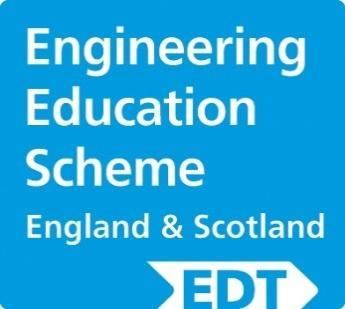 Engineering
Education
Scheme
England & Scotland
EDT